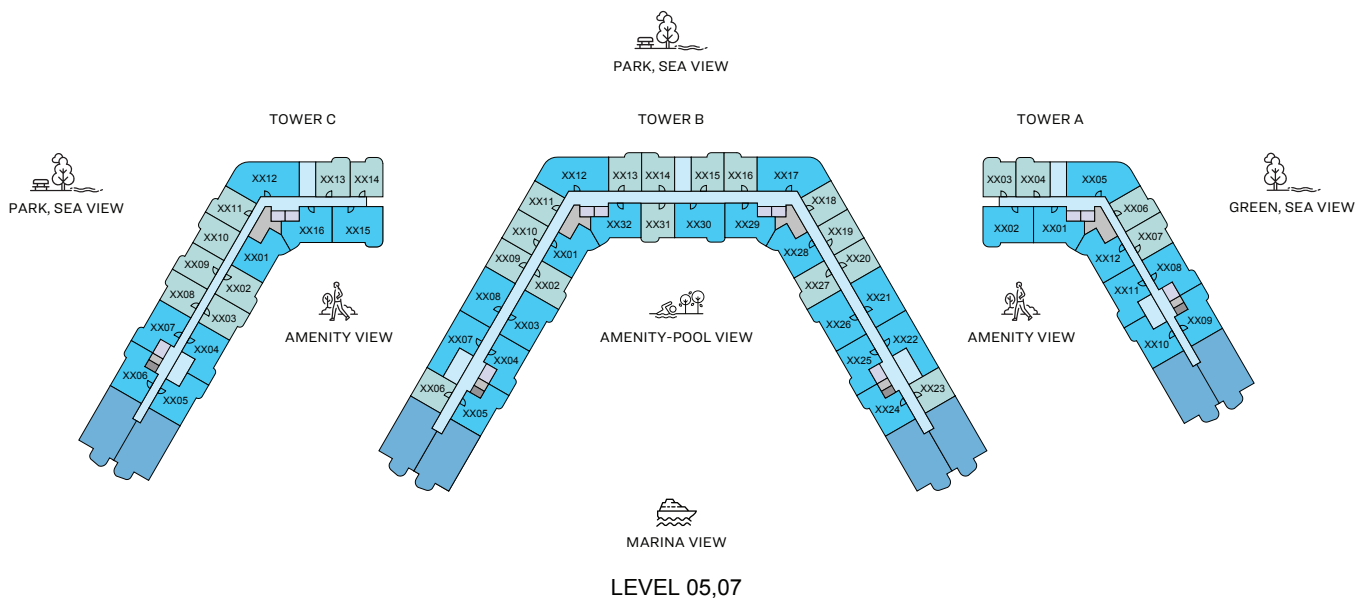 PARK, SEA VIEW
TOWER C
TOWER B
TOWER A
PARK, SEA VIEW
GREEN, SEA VIEW
XX12
XX13
XX14
XX11
XX10
XX09
XX08
XX07
XX06
XX05
XX04
XX03
XX02
XX01
XX16
XX15
XX12
XX13
XX14
XX15
XX16
XX17
XX11
XX10
XX09
XX08
XX07
XX06
XX05
XX04
XX03
XX02
XX01
XX32
XX31
XX30
XX29
XX28
XX27
XX26
XX25
XX24
XX18
XX19
XX20
XX21
XX22
XX23
XX03
XX04
XX05
XX02
XX01
XX06
XX07
XX08
XX09
XX12
XX11
XX10
AMENITY VIEW
AMENITY-POOL VIEW
AMENITY VIEW
MARINA VIEW
LEVEL 05,07